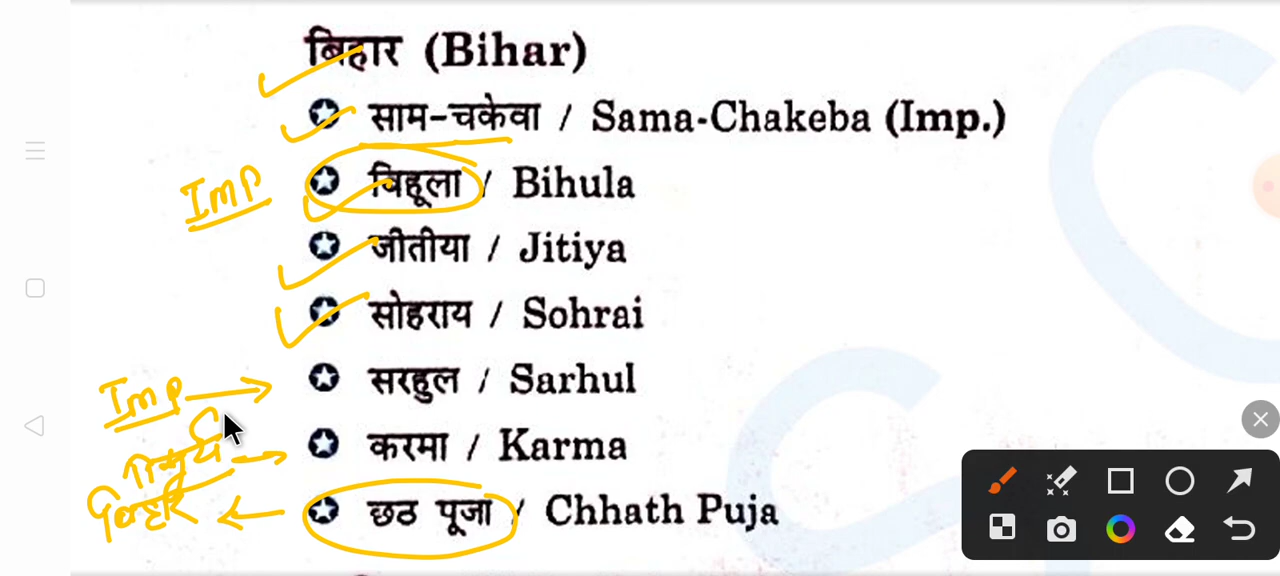 बिहार (Bihar)
साम-चकेवा / Sama-Chakeba (Imp.)
Imp
विहूला / Bihula
जीतीया / Jitiya
सोहराय / Sohrai
Imp
सरहुल / Sarhul
करमा / Karma
छठ पूजा / Chhath Puja